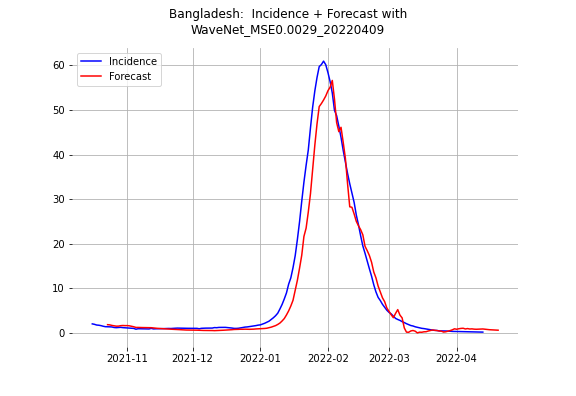 Bangladesh:  Incidence + Forecast with
WaveNet_MSE0.0029_20220409
Incidence
Forecast
60
50
40
30
20
10
0
2021-11 2021-12 2022-01 2022-02 2022-03 2022-04